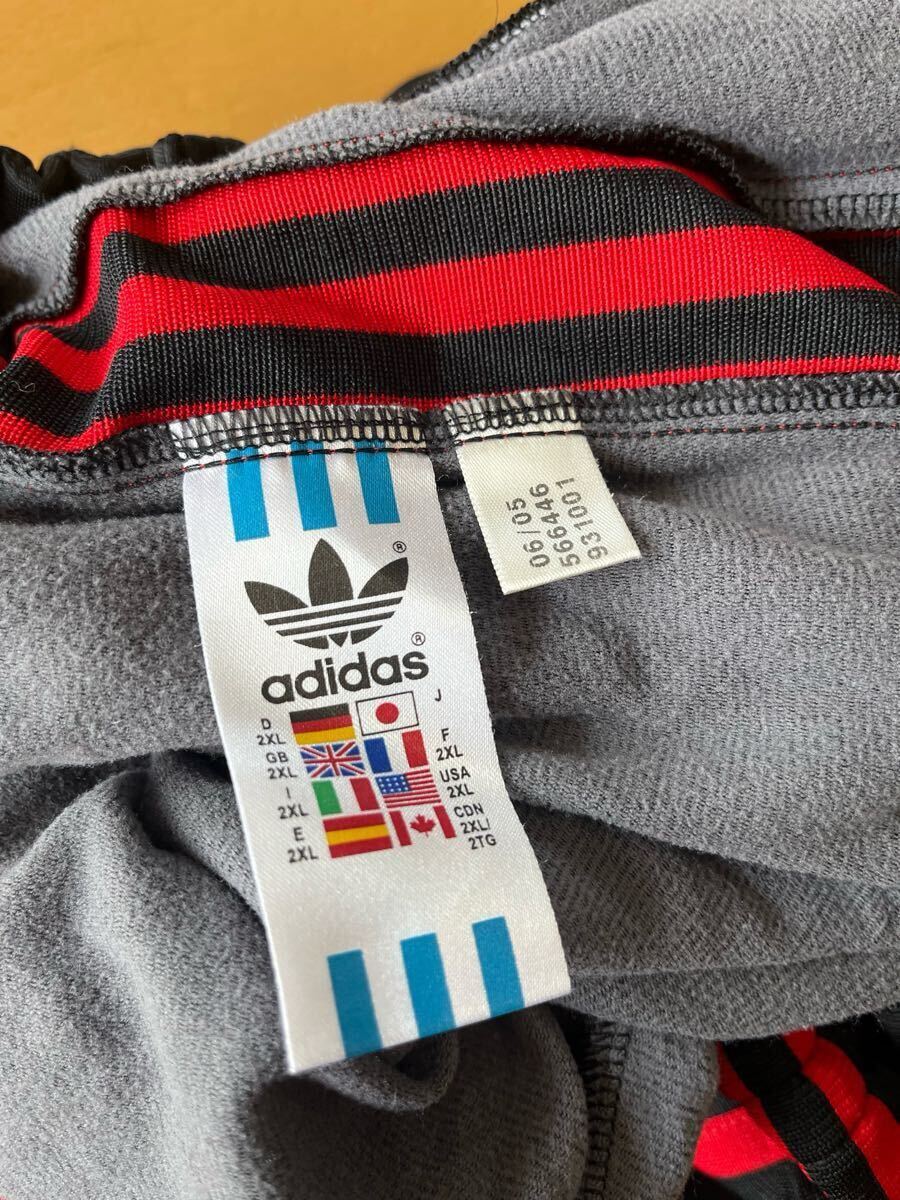 ®
®
adidas
D
2XL
J
GB
2XL
F
2XL
I
2XL
USA
2XL
E
2XL
CDN
2XL/
2TG
06/05
566446
931001